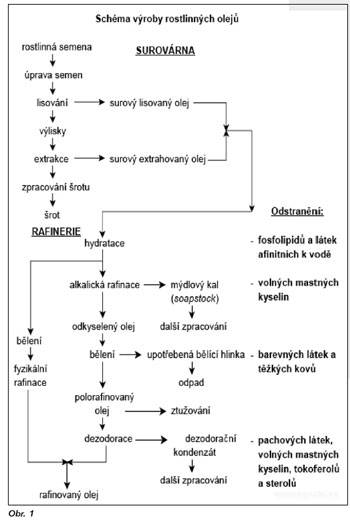 Schéma výroby rostlinných olejů
rostlinná semena
SUROVÁRNA
úprava semen
lisování
surový lisovaný olej
výlisky
extrakce
surový extrahovaný olej
zpracování šrotu
šrot
Odstranění:
RAFINERIE
hydratace
- fosfolipidů a látek
afinitních k vodě
alkalická rafinace
mýdlový kal
(soapstock)
- volných mastných
kyselin
odkyselený olej
další zpracování
bělení
fyzikální
rafinace
bělení
upotřebená bělící hlinka
- barevných látek a
těžkých kovů
odpad
polorafinovaný
olej
ztužování
dezodorace
dezodorační
kondenzát
- pachových látek,
volných mastných
kyselin, tokoferolů
a sterolů
další zpracování
rafinovaný olej
Obr. 1